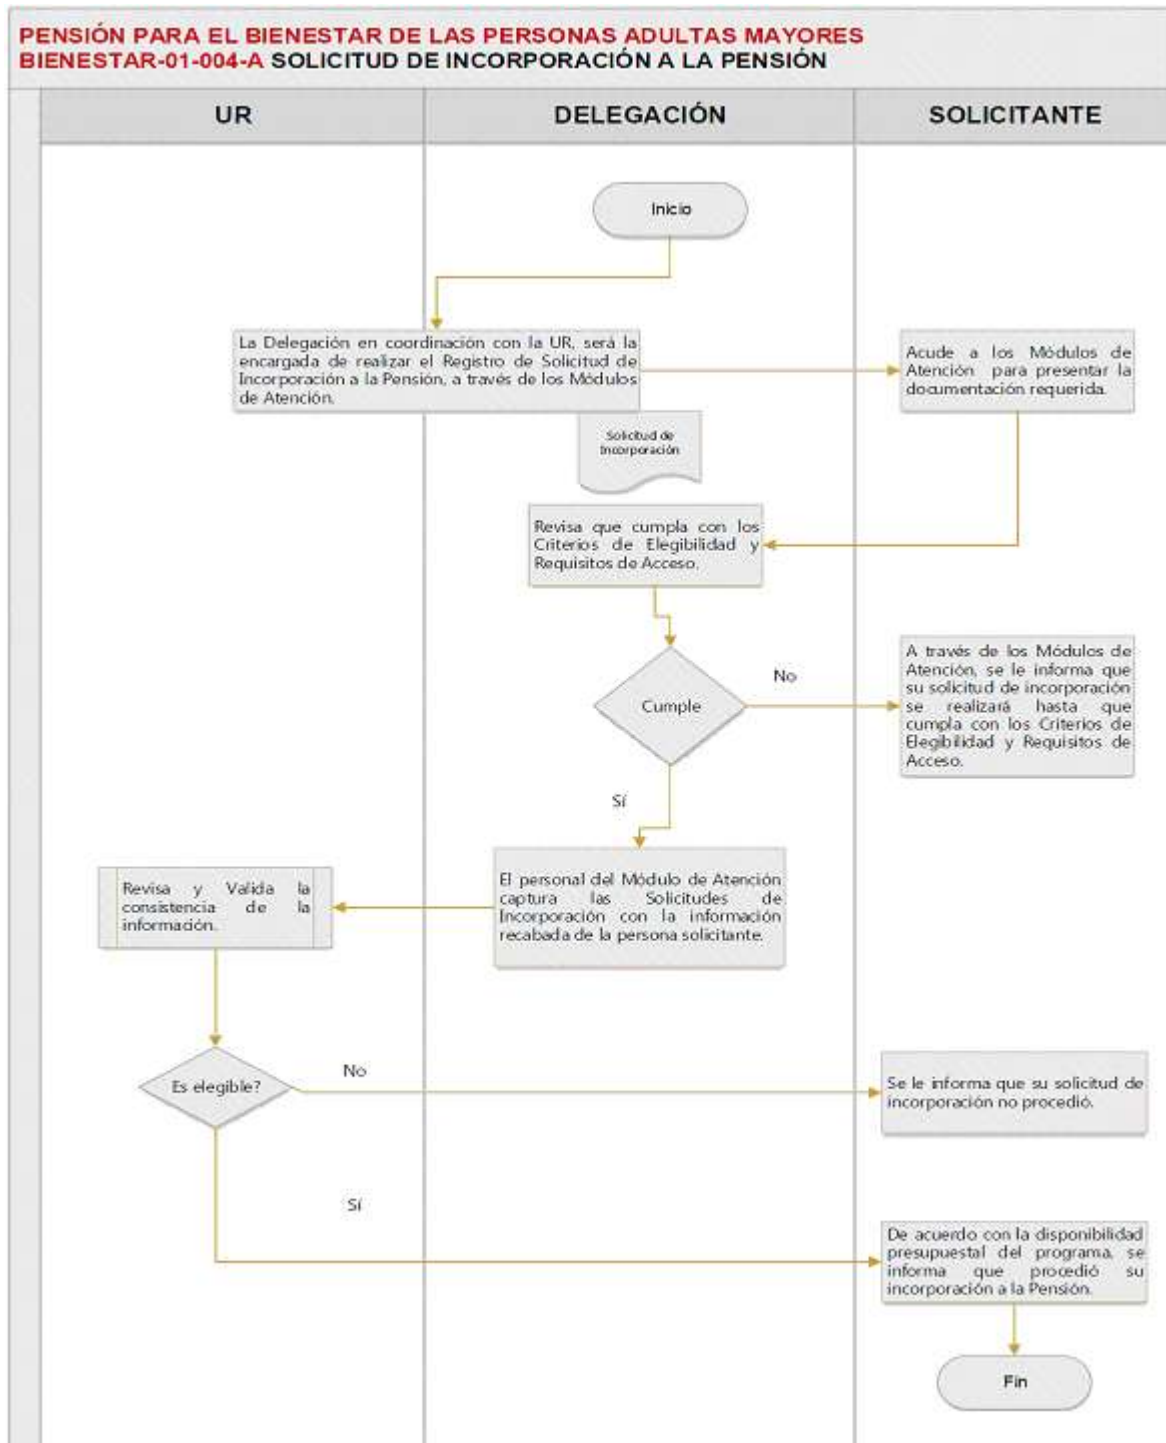 PENSIÓN PARA EL BIENESTAR DE LAS PERSONAS ADULTAS MAYORES
BIENESTAR-01-004-A SOLICITUD DE INCORPORACIÓN A LA PENSIÓN
UR
DELEGACIÓN
SOLICITANTE
Inicio
La Delegación en coordinación con la UR, será la
encargada de realizar el Registro de Solicitud de
Incorporación a la Pensión, a través de los Módulos
de Atención.
Acude a los Módulos de
Atención para presentar la
documentación requerida.
Solicitud de
Incorporación
Revisa que cumpla con los
Criterios de Elegibilidad y
Requisitos de Acceso.
Cumple
No
A través de los Módulos de
Atención, se le informa que
su solicitud de incorporación
se realizará hasta que
cumpla con los Criterios de
Elegibilidad y Requisitos de
Acceso.
Sí
El personal del Módulo de Atención
captura las Solicitudes de
Incorporación con la información
recabada de la persona solicitante.
Revisa y Valida la
consistencia de la
información.
Es elegible?
No
Se le informa que su solicitud de
incorporación no procedió.
Sí
De acuerdo con la disponibilidad
presupuestal del programa, se
informa que procedió su
incorporación a la Pensión.
Fin